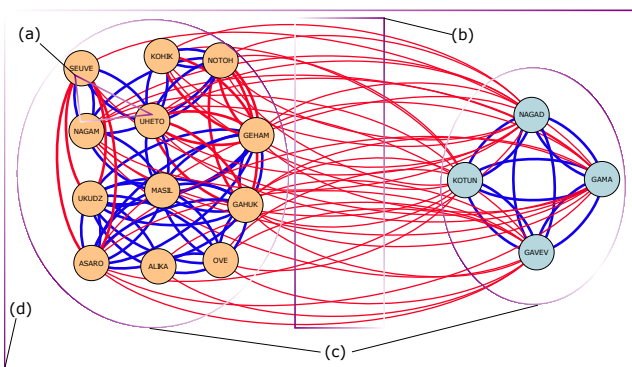 (a)
(b)
KOHIK
NOTOH
SEUVE
NAGAD
UHETO
NAGAM
GEHAM
KOTUN
GAMA
MASIL
UKUDZ
GAHUK
GAVEV
OVE
ASARO
ALIKA
(d)
(c)